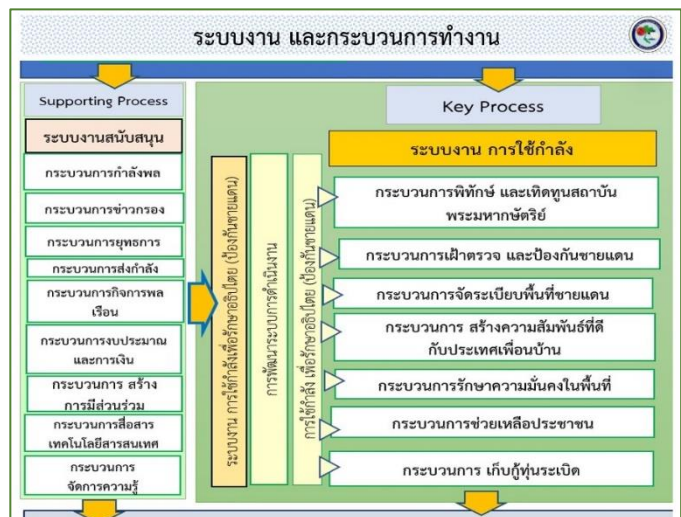 ระบบงาน และกระบวนการทำงาน
Supporting Process
ระบบงานสนับสนุน
กระบวนการกำลังพล
กระบวนการข่าวกรอง
กระบวนการยุทธการ
กระบวนการส่งกำลัง
กระบวนการกิจการพล
เรือน
กระบวนการงบประมาณ
และการเงิน
กระบวนการ สร้าง
การมีส่วนร่วม
กระบวนการสื่อสาร
เทคโนโลยีสารสนเทศ
กระบวนการ
จัดการความรู้
ระบบงาน การใช้กำลังเพื่อรักษาอธิปไตย (ป้องกันชายแดน)
การพัฒนาระบบการดำเนินงาน
การใช้กำลัง เพื่อรักษาอธิปไตย (ป้องกันชายแดน)
Key Process
ระบบงาน การใช้กำลัง
กระบวนการพิทักษ์ และเทิดทูนสถาบัน
พระมหากษัตริย์
กระบวนการเฝ้าตรวจ และป้องกันชายแดน
กระบวนการจัดระเบียบพื้นที่ชายแดน
กระบวนการ สร้างความสัมพันธ์ที่ดี
กับประเทศเพื่อนบ้าน
กระบวนการรักษาความมั่นคงในพื้นที่
กระบวนการช่วยเหลือประชาชน
กระบวนการ เก็บกู้ทุ่นระเบิด